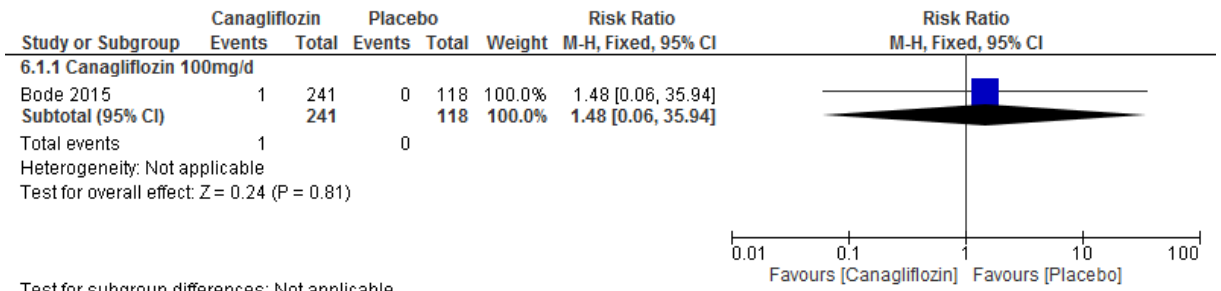 Canagliflozin Placebo Risk Ratio Risk Ratio
Study or Subgroup Events Total Events Total Weight M-H, Fixed, 95% CI M-H, Fixed, 95% CI
6.1.1 Canagliflozin 100mg/d
Bode 2015 1 241 0 118 100.0% 1.48 [0.06, 35.94]
Subtotal (95% CI) 241 118 100.0% 1.48 [0.06, 35.94]
Total events 1 0
Heterogeneity: Not applicable
Test for overall effect: Z = 0.24 (P = 0.81)
0.01 0.1 1 10 100
Favours [Canagliflozin] Favours [Placebo]
Test for subgroup differences: Not applicable